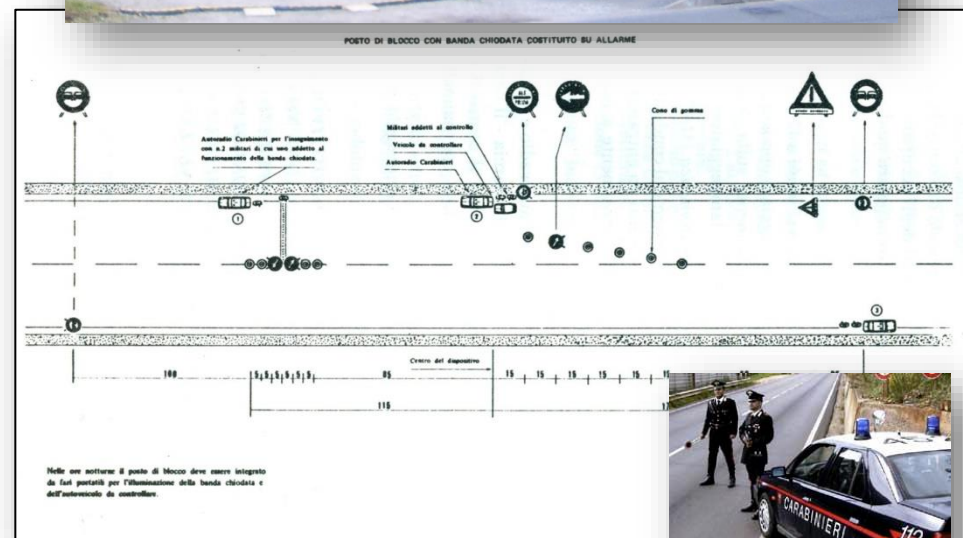 POSTO DI BLOCCO CON BANDA CHIODATA COSTITUITO SU ALLARME
Autoradio Carabinieri per l'inseguimento
con n.2 militari di cui uno addetto al
funzionamento della banda chiodata.
Militari addetti al controllo
Veicolo da controllare
Autoradio Carabinieri
ALT
Cono di gomma
1
2
3
Centro del dispositivo
100
5 5 5 5 5 5
85
15 15 15 15 15
115
Nelle ore notturne il posto di blocco deve essere integrato
da fari portatili per l'illuminazione della banda chiodata e
dell'autoveicolo da controllare.
CARABINIERI
112